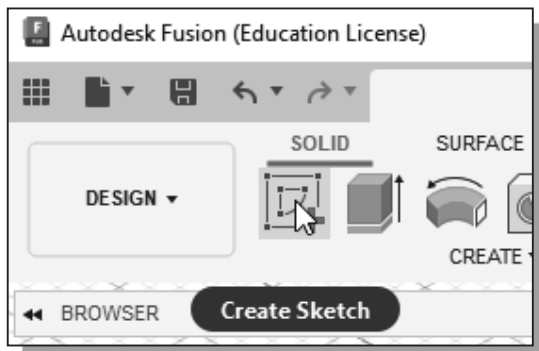 Autodesk Fusion (Education License)
SOLID
SURFACE
DESIGN
CREATE
BROWSER
Create Sketch